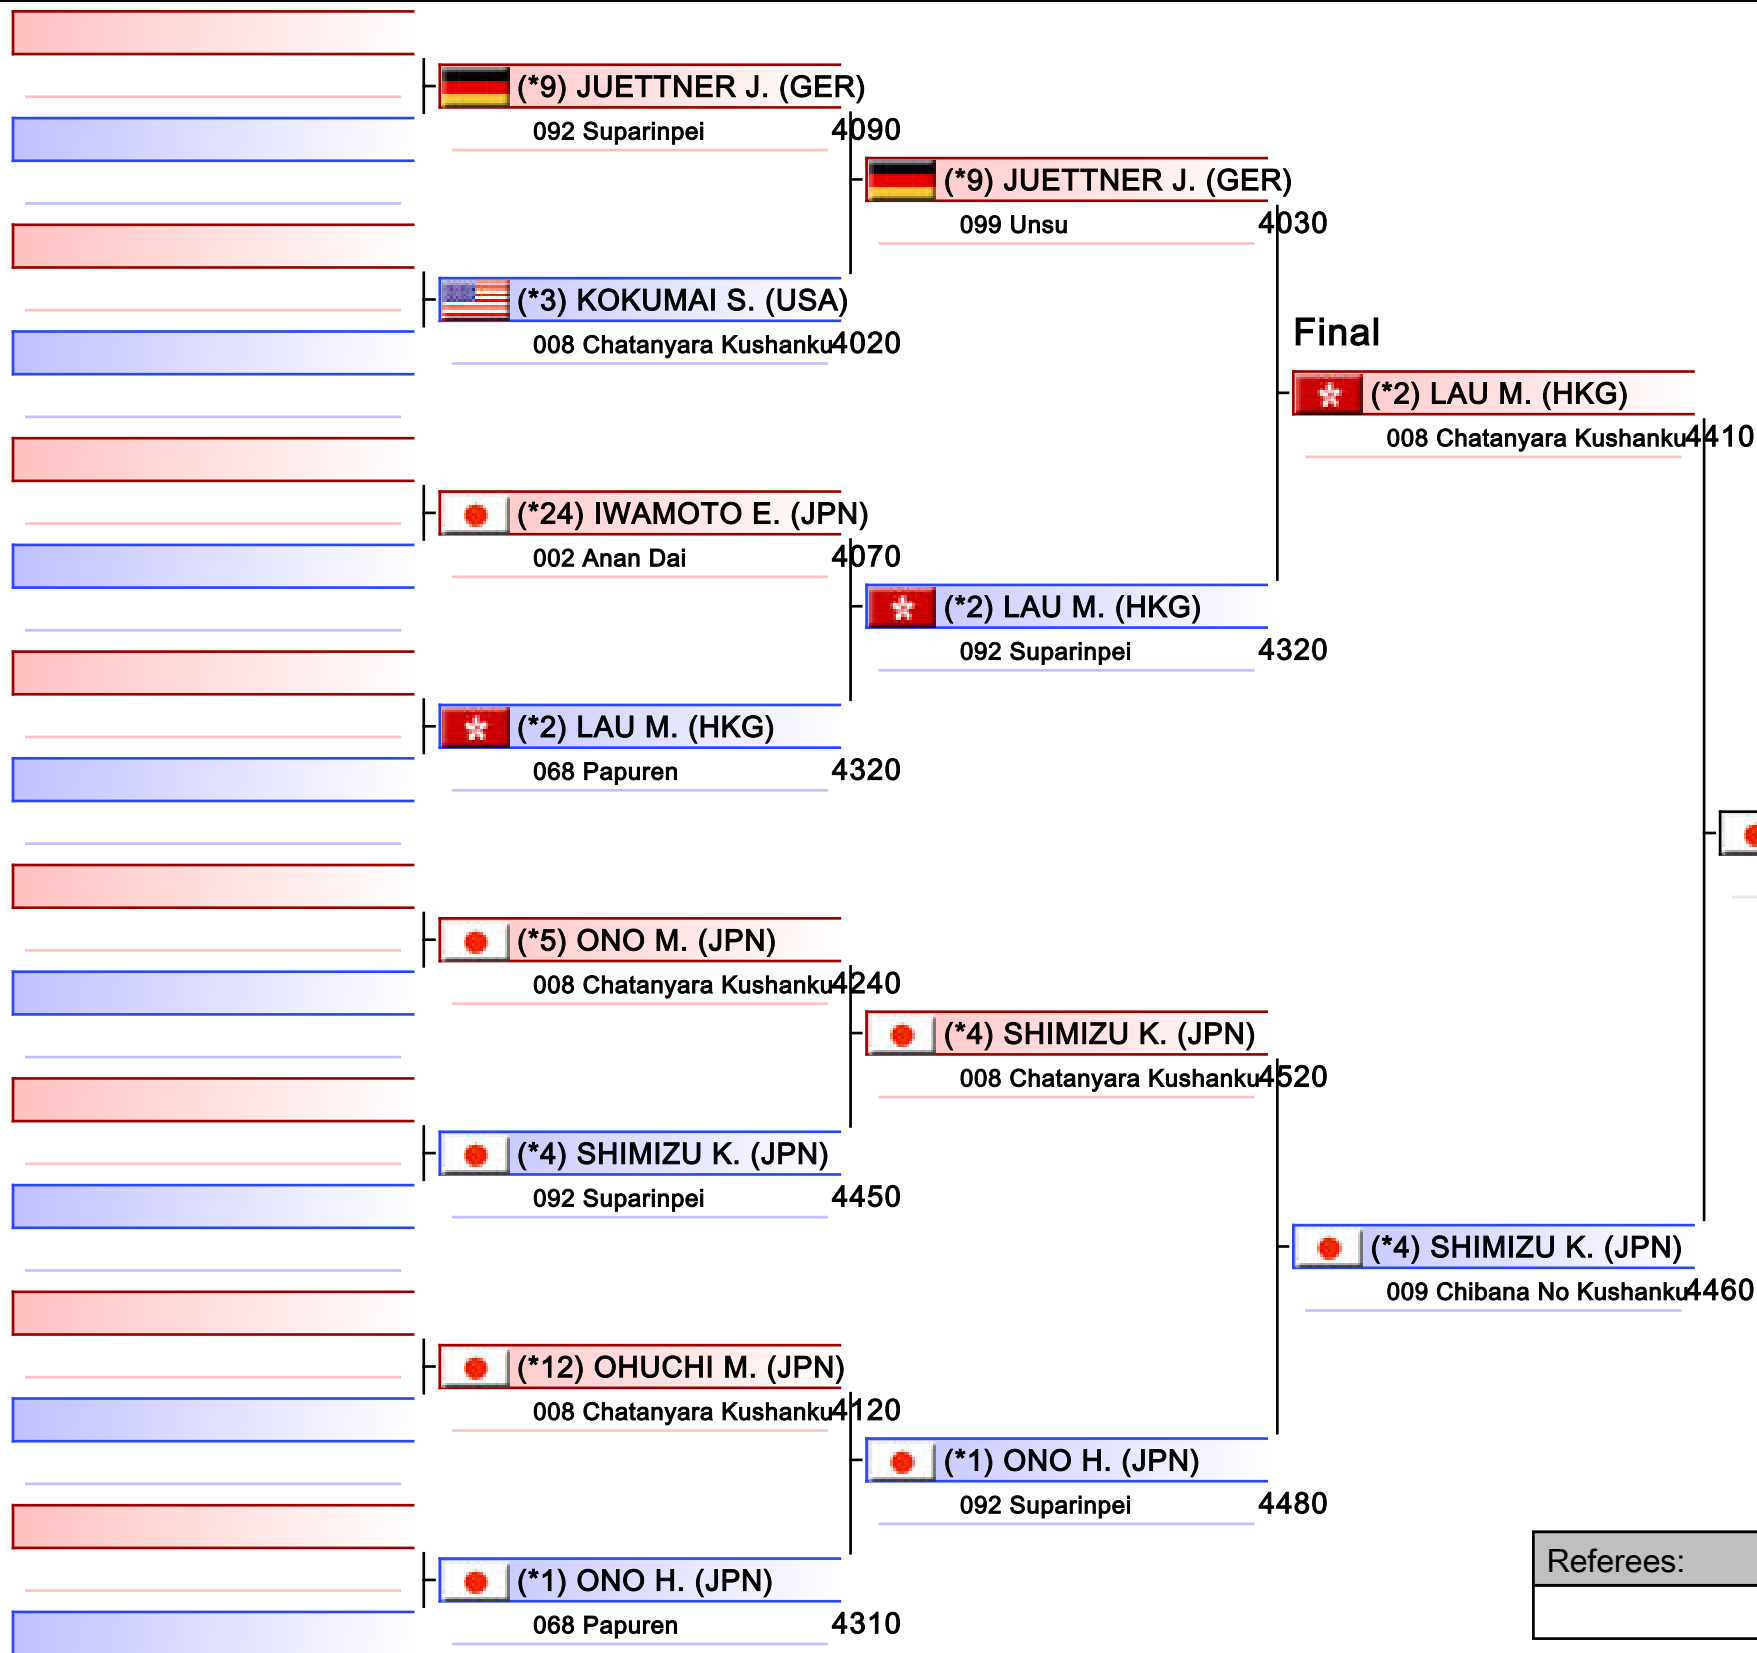 (*9) JUETTNER J. (GER)
092 Suparinpei 4090
(*3) KOKUMAI S. (USA)
008 Chatanyara Kushanku 4020
(*24) IWAMOTO E. (JPN)
002 Anan Dai 4070
(*2) LAU M. (HKG)
068 Papuren 4320
(*5) ONO M. (JPN)
008 Chatanyara Kushanku 4240
(*4) SHIMIZU K. (JPN)
092 Suparinpei 4450
(*12) OHUCHI M. (JPN)
008 Chatanyara Kushanku 4120
(*1) ONO H. (JPN)
068 Papuren 4310
(*9) JUETTNER J. (GER)
099 Unsu 4030
(*2) LAU M. (HKG)
092 Suparinpei 4320
(*4) SHIMIZU K. (JPN)
008 Chatanyara Kushanku 4520
(*1) ONO H. (JPN)
092 Suparinpei 4480
Final
(*2) LAU M. (HKG)
008 Chatanyara Kushanku 4410
(*4) SHIMIZU K. (JPN)
009 Chibana No Kushanku 4460
Referees: